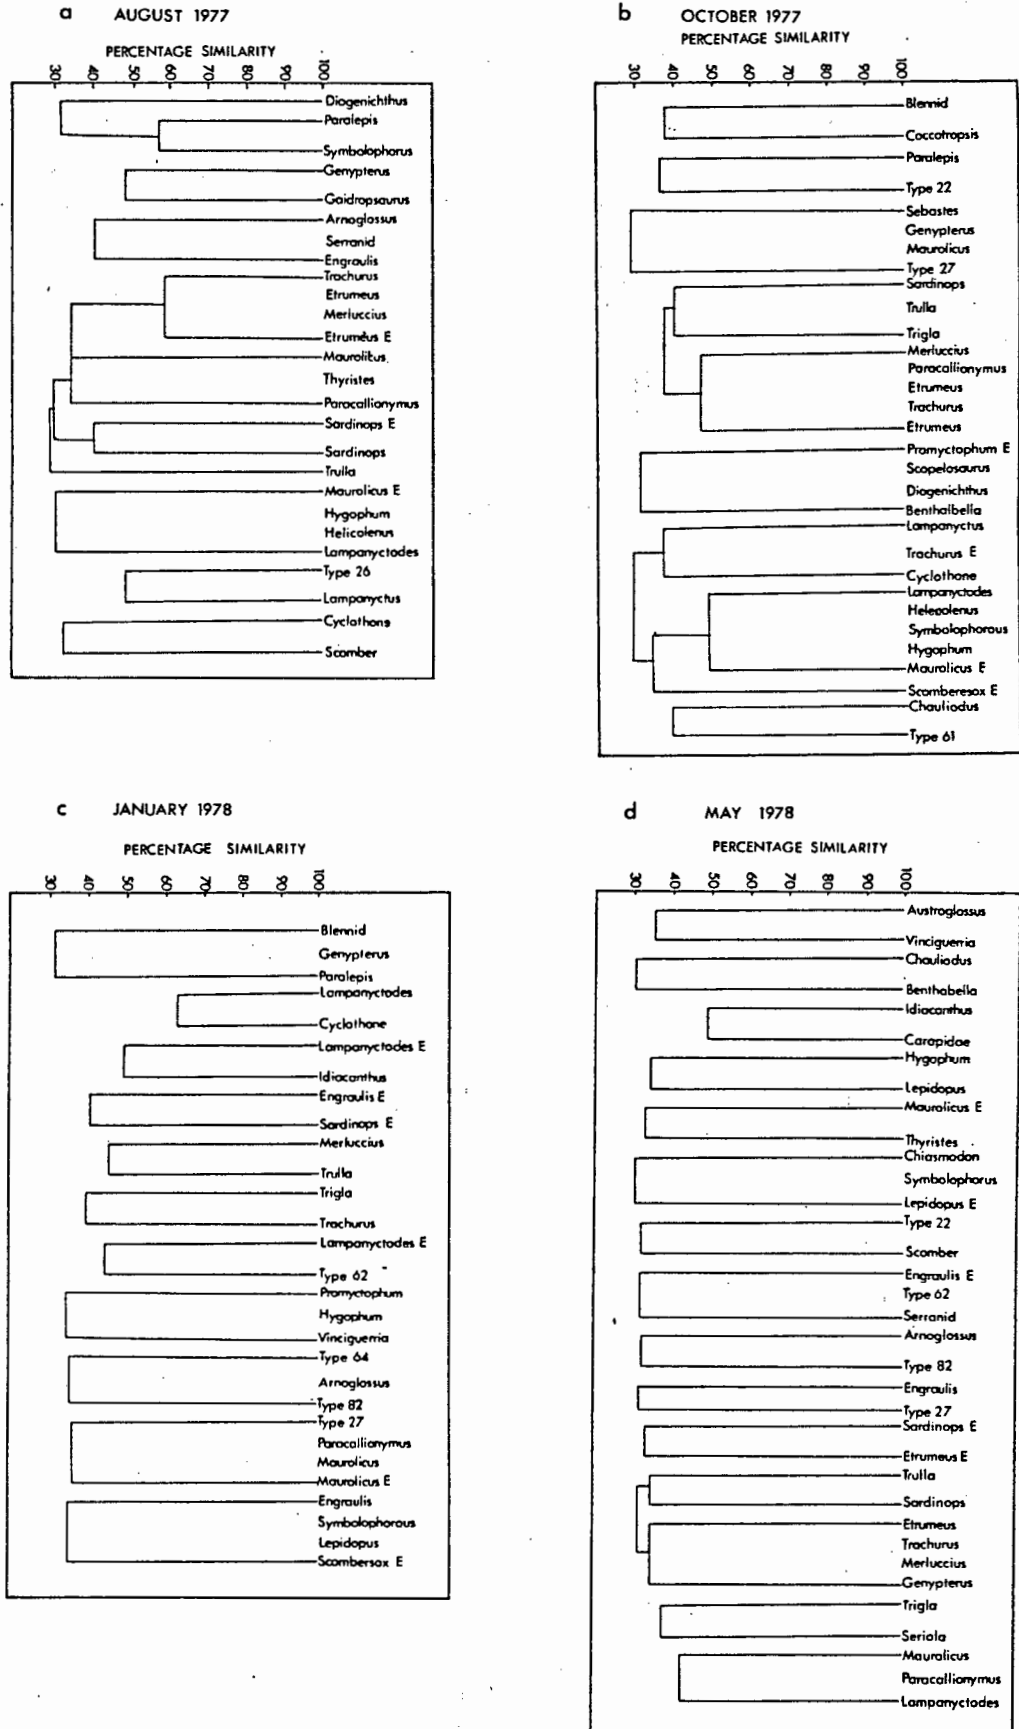 a AUGUST 1977
PERCENTAGE SIMILARITY
30 40 50 60 70 80 90 100
Diogenichthus
Paralepis
Symbolophorus
Genypterus
Gaidropsaurus
Arnoglossus
Serranid
Engraulis
Trachurus
Etrumeus
Merluccius
Etrumeus E
Maurolicus
Thyristes
Paracallionymus
Sardinops E
Sardinops
Trulla
Maurolicus E
Hygophum
Helicolenus
Lampanyctodes
Type 26
Lampanyctus
Cyclothone
Scomber
b OCTOBER 1977
PERCENTAGE SIMILARITY
30 40 50 60 70 80 90 100
Blennid
Coccotropsis
Paralepis
Type 22
Sebastes
Genypterus
Maurolicus
Type 27
Sardinops
Trulla
Trigla
Merluccius
Paracallionymus
Etrumeus
Trachurus
Etrumeus
Promyctophum E
Scopelosaurus
Diogenichthus
Benthalbella
Lampanyctus
Trachurus E
Cyclothone
Lampanyctodes
Helecolenus
Symbolophorous
Hygophum
Maurolicus E
Scomberesox E
Chauliodus
Type 61
c JANUARY 1978
PERCENTAGE SIMILARITY
30 40 50 60 70 80 90 100
Blennid
Genypterus
Paralepis
Lampanyctodes
Cyclothone
Lampanyctodes E
Idiacanthus
Engraulis E
Sardinops E
Merluccius
Trulla
Trigla
Trachurus
Lampanyctodes E
Type 62
Promyctophum
Hygophum
Vinciguerria
Type 64
Arnoglossus
Type 82
Type 27
Paracallionymus
Maurolicus
Maurolicus E
Engraulis
Symbolophorous
Lepidopus
Scombersox E
d MAY 1978
PERCENTAGE SIMILARITY
30 40 50 60 70 80 90 100
Austroglossus
Vinciguerria
Chauliodus
Benthabella
Idiacanthus
Carapidae
Hygophum
Lepidopus
Maurolicus E
Thyristes
Chiasmodon
Symbolophorus
Lepidopus E
Type 22
Scomber
Engraulis E
Type 62
Serranid
Arnoglossus
Type 82
Engraulis
Type 27
Sardinops E
Etrumeus E
Trulla
Sardinops
Etrumeus
Trachurus
Merluccius
Genypterus
Trigla
Seriola
Maurolicus
Paracallionymus
Lampanyctodes